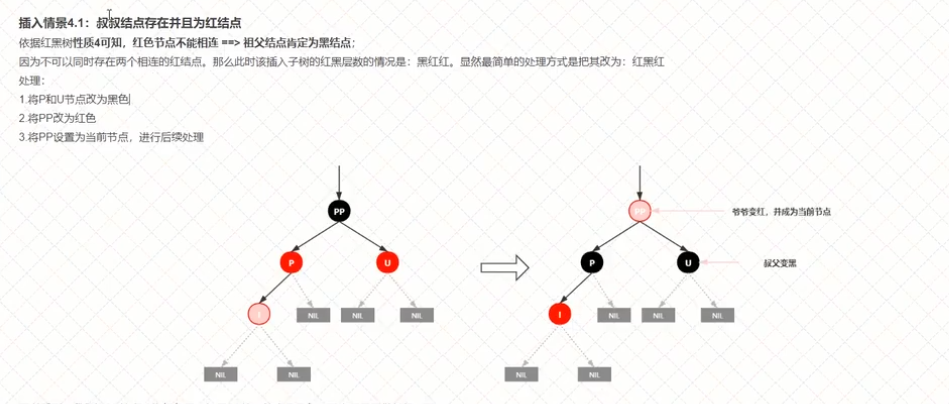 插入情景4.1：叔叔结点存在并且为红结点
依据红黑树性质4可知，红色节点不能相连 ==> 祖父结点肯定为黑结点；
因为不可以同时存在两个相连的红结点。那么此时该插入子树的红黑层数的情况是：黑红红。显然最简单的处理方式是把其改为：红黑红
处理：
1.将P和U节点改为黑色
2.将PP改为红色
3.将PP设置为当前节点，进行后续处理
PP
PP
爷爷变红，并成为当前节点
P
U
P
U
叔父变黑
I
NIL
NIL
NIL
I
NIL
NIL
NIL
NIL
NIL
NIL
NIL